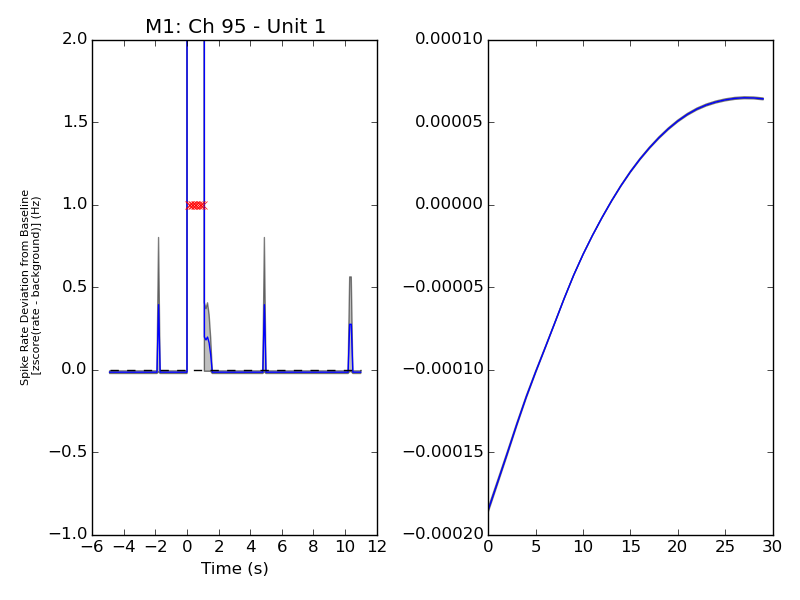 M1: Ch 95 - Unit 1
2.0
1.5
1.0
0.5
0.0
−0.5
−1.0
Spike Rate Deviation from Baseline
[zscore(rate - background)] (Hz)
−6 −4 −2 0 2 4 6 8 10 12
Time (s)
0.00010
0.00005
0.00000
−0.00005
−0.00010
−0.00015
−0.00020
0 5 10 15 20 25 30